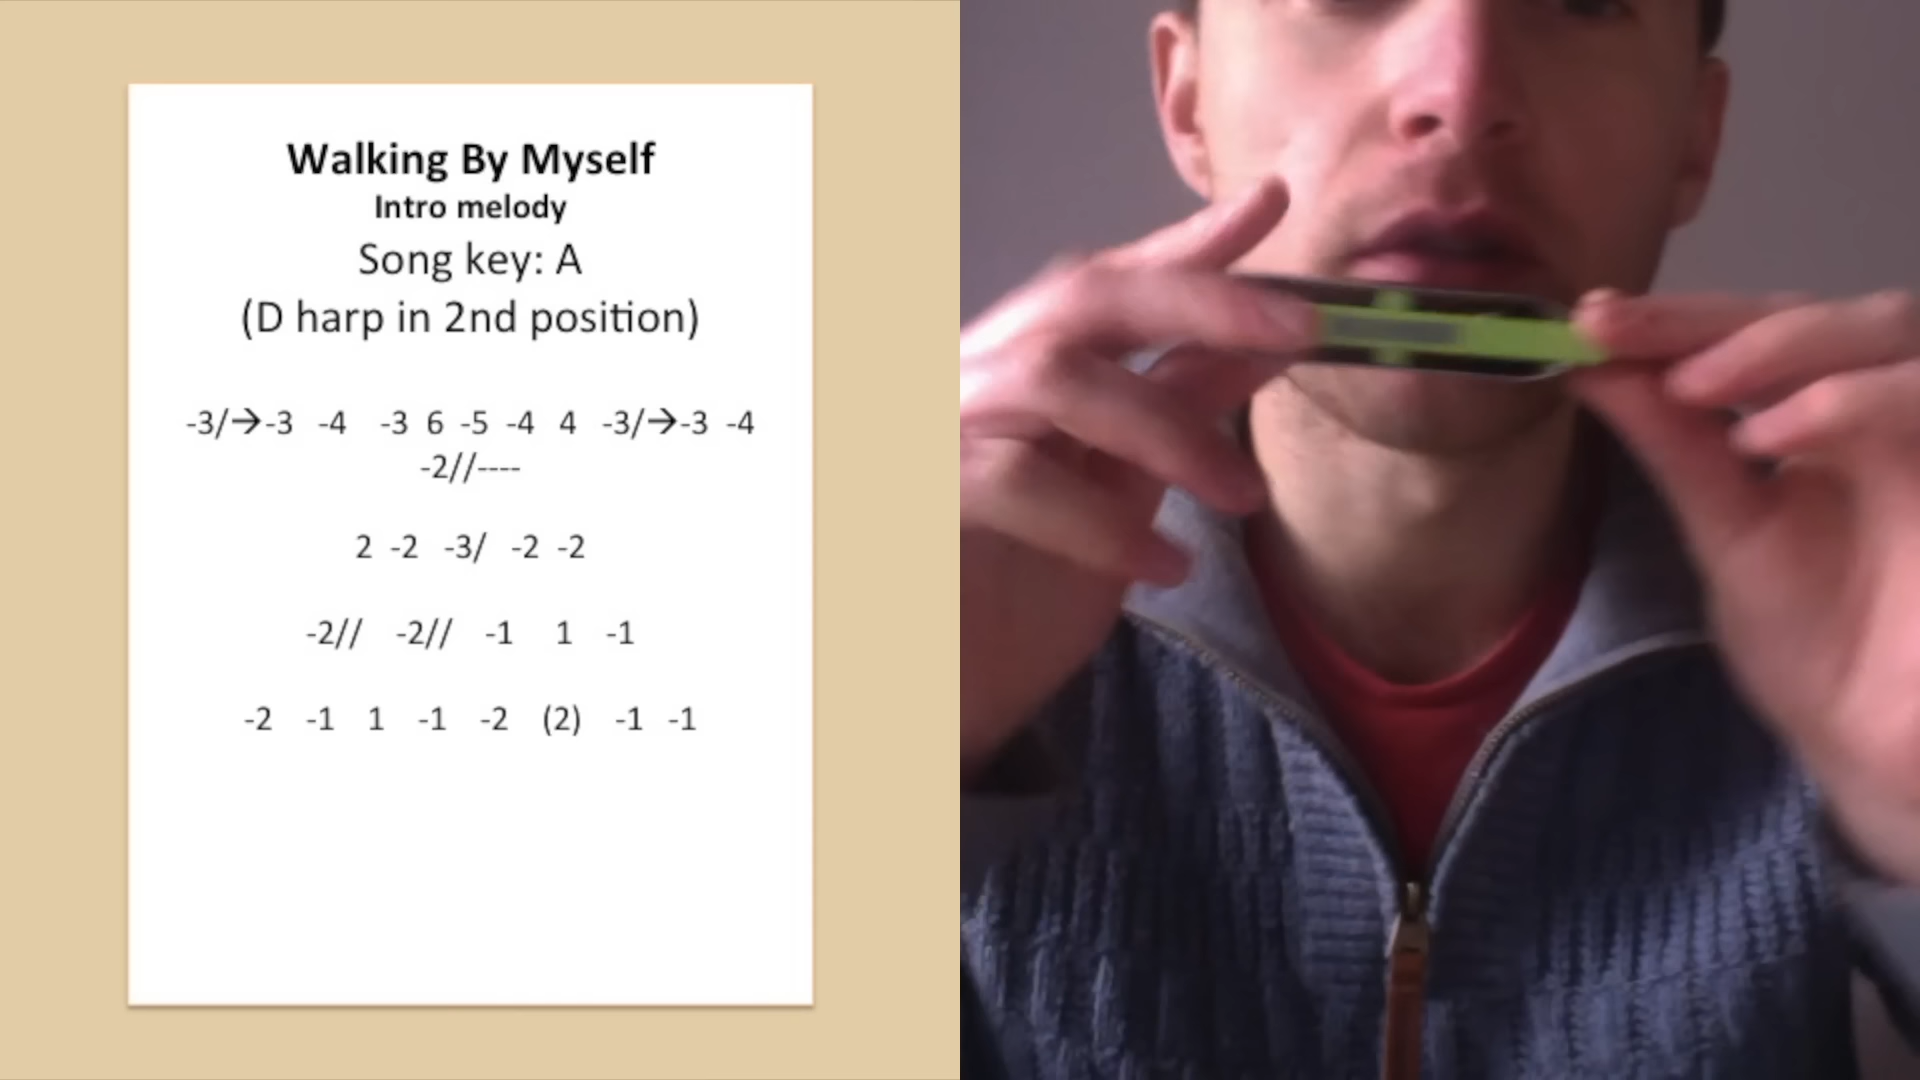 Walking By Myself
Intro melody
Song key: A
(D harp in 2nd position)
-3/→-3 -4 -3 6 -5 -4 4 -3/→-3 -4
-2//----
2 -2 -3/ -2 -2
-2// -2// -1 1 -1
-2 -1 1 -1 -2 (2) -1 -1